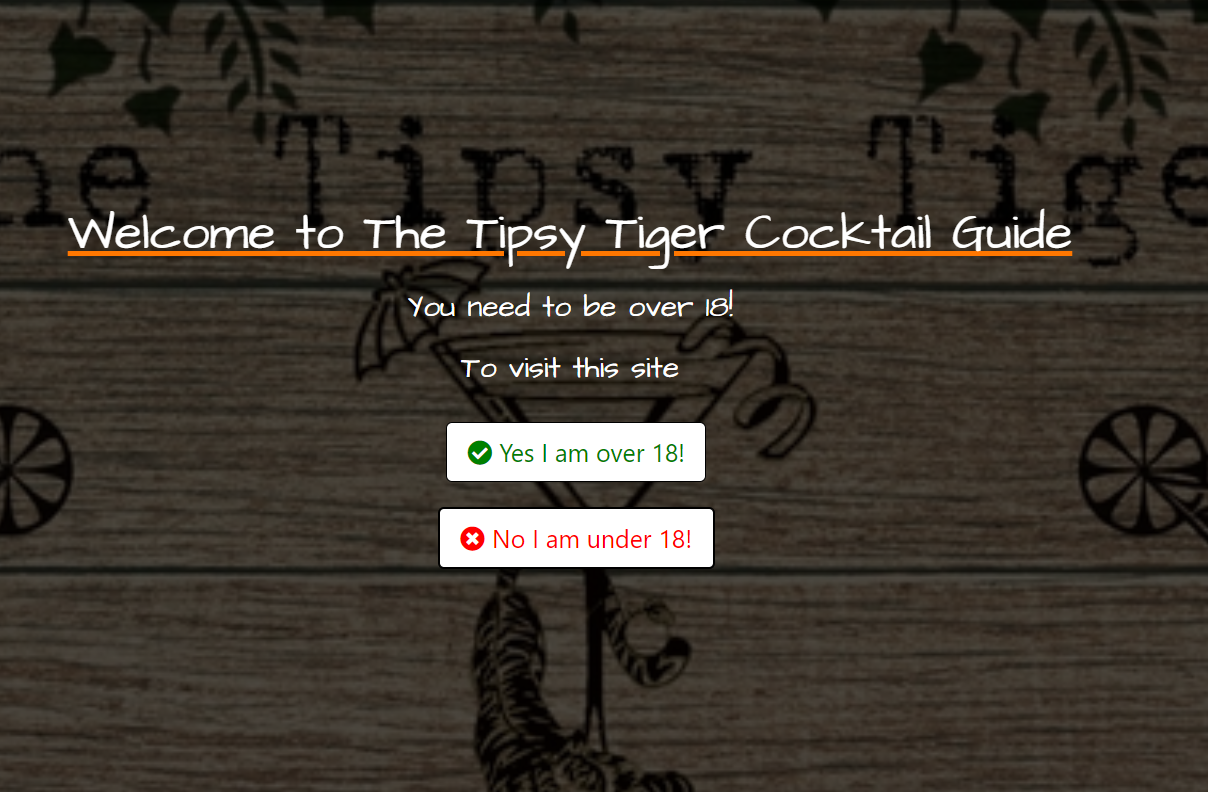 he Tipsy Tige
Welcome to The Tipsy Tiger Cocktail Guide
You need to be over 18!
To visit this site
Yes I am over 18!
No I am under 18!